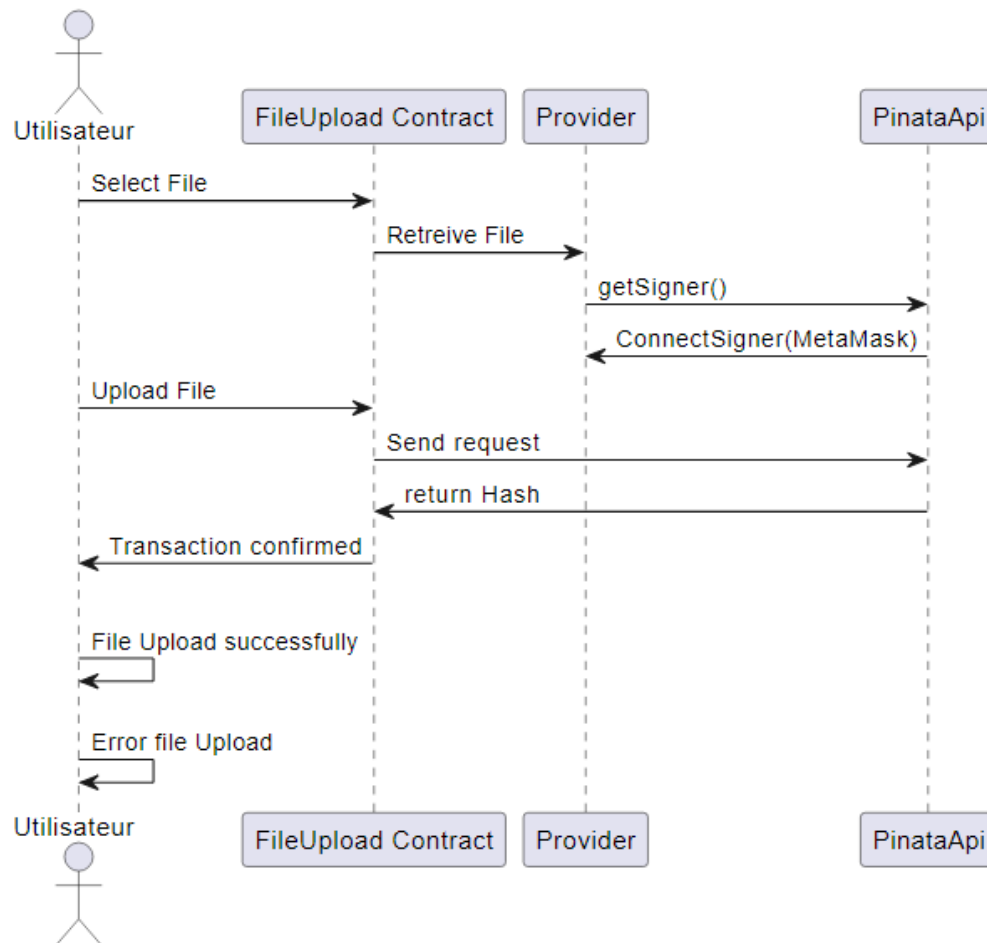 Utilisateur
FileUpload Contract
Provider
PinataApi
Select File
Retreive File
getSigner()
ConnectSigner(MetaMask)
Upload File
Send request
return Hash
Transaction confirmed
File Upload successfully
Error file Upload
Utilisateur
FileUpload Contract
Provider
PinataApi